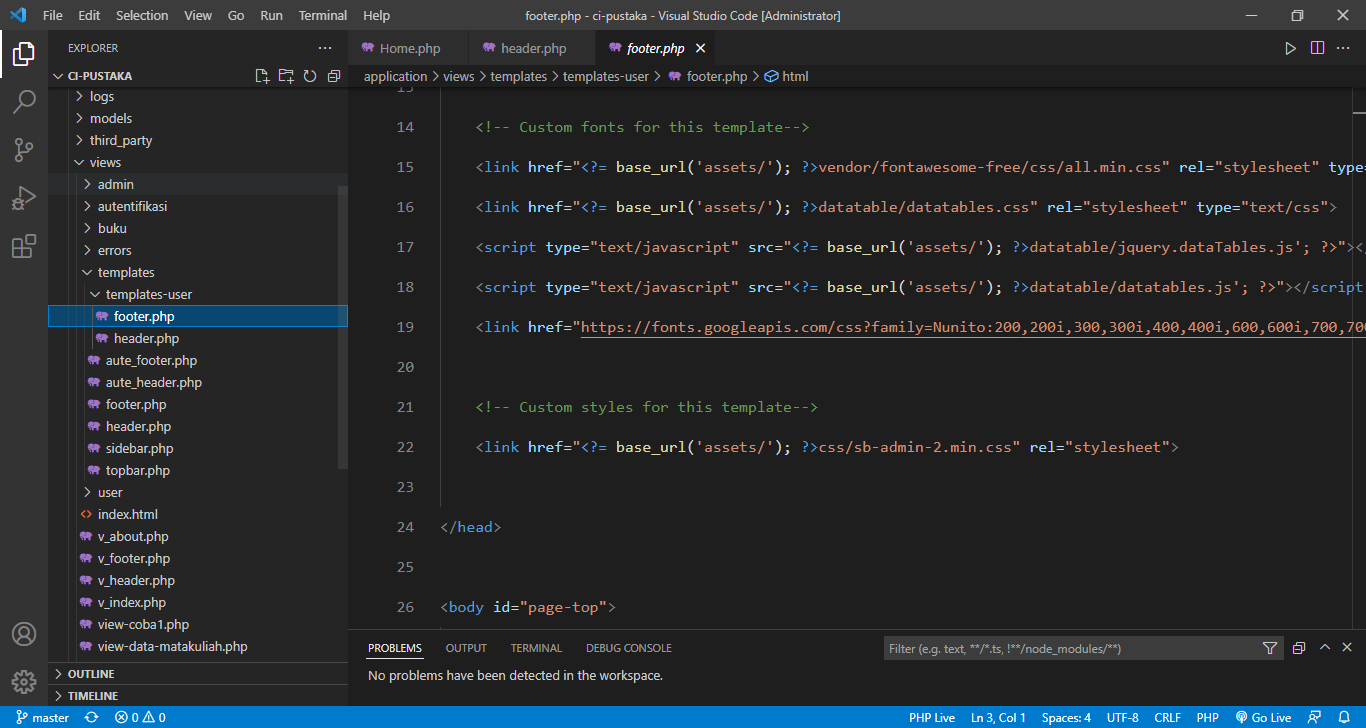 File Edit Selection View Go Run Terminal Help
footer.php - ci-pustaka - Visual Studio Code [Administrator]
EXPLORER
CI-PUSTAKA
logs
models
third_party
views
admin
autentifikasi
buku
errors
templates
templates-user
footer.php
header.php
aute_footer.php
aute_header.php
footer.php
header.php
sidebar.php
topbar.php
user
index.html
v_about.php
v_footer.php
v_header.php
v_index.php
view-coba1.php
view-data-matakuliah.php
OUTLINE
TIMELINE
Home.php header.php footer.php
application > views > templates > templates-user > footer.php > html
13
14 <!-- Custom fonts for this template-->
15 <link href="<?= base_url('assets/'); ?>vendor/fontawesome-free/css/all.min.css" rel="stylesheet" type=
16 <link href="<?= base_url('assets/'); ?>datatable/datatables.css" rel="stylesheet" type="text/css">
17 <script type="text/javascript" src="<?= base_url('assets/'); ?>datatable/jquery.dataTables.js'; ?>"></
18 <script type="text/javascript" src="<?= base_url('assets/'); ?>datatable/datatables.js'; ?>"></script
19 <link href="https://fonts.googleapis.com/css?family=Nunito:200,200i,300,300i,400,400i,600,600i,700,700
20
21 <!-- Custom styles for this template-->
22 <link href="<?= base_url('assets/'); ?>css/sb-admin-2.min.css" rel="stylesheet">
23
24 </head>
25
26 <body id="page-top">
PROBLEMS OUTPUT TERMINAL DEBUG CONSOLE
Filter (e.g. text, **/*.ts, !**/node_modules/**)
No problems have been detected in the workspace.
master 0 0 PHP Live Ln 3, Col 1 Spaces: 4 UTF-8 CRLF PHP Go Live